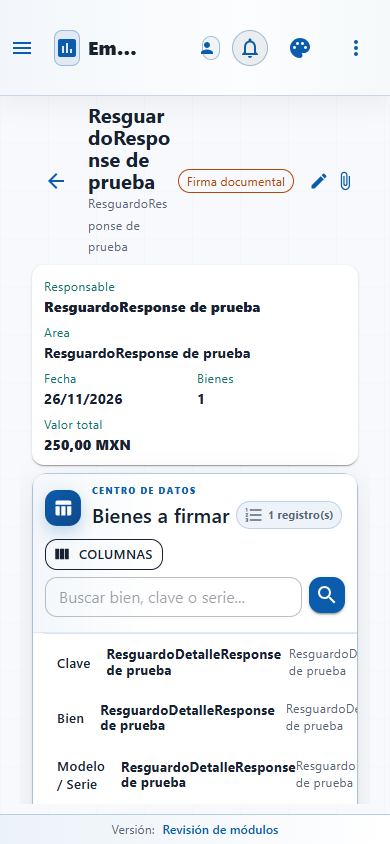 Em...
Resguar
doRespo
nse de
prueba
ResguardoRes
ponse de
prueba
Firma documental
Responsable
ResguardoResponse de prueba
Area
ResguardoResponse de prueba
Fecha
Bienes
26/11/2026
1
Valor total
250,00 MXN
CENTRO DE DATOS
Bienes a firmar
1 registro(s)
COLUMNAS
Buscar bien, clave o serie...
Clave
ResguardoDetalleResponse
de prueba
ResguardoD
de prueba
Bien
ResguardoDetalleResponse
de prueba
ResguardoDe
de prueba
Modelo
/ Serie
ResguardoDetalleResponse
de prueba
Resguardo
de prueba
Versión: Revisión de módulos